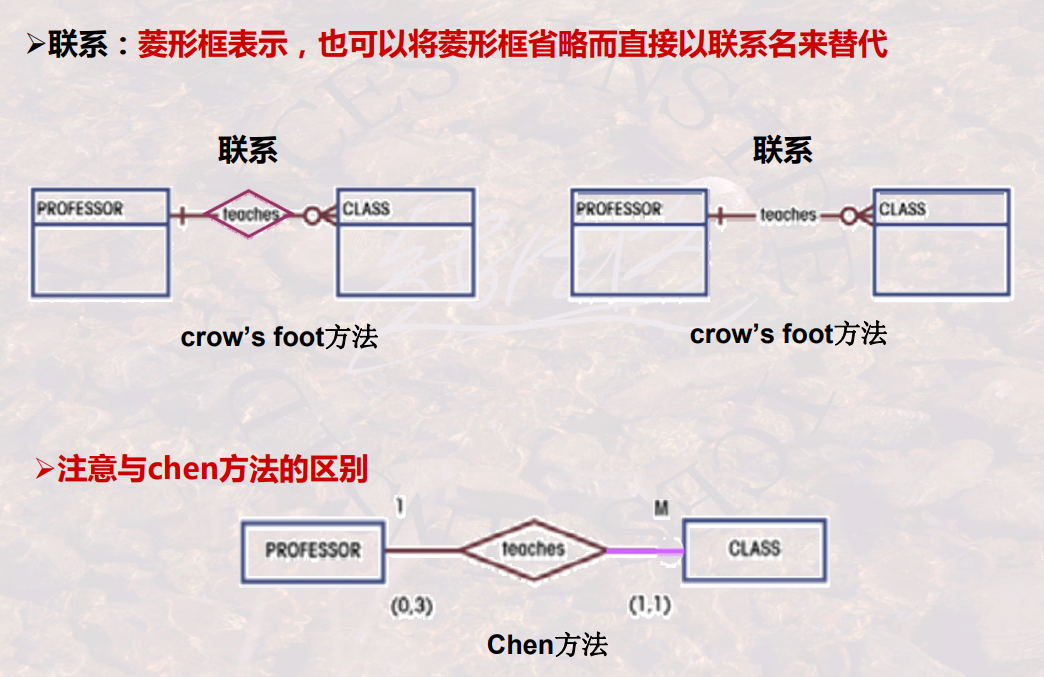 ➢联系：菱形框表示，也可以将菱形框省略而直接以联系名来替代
联系 联系
PROFESSOR teaches CLASS PROFESSOR teaches CLASS
crow's foot方法 crow's foot方法
➢注意与chen方法的区别
1 M
PROFESSOR teaches CLASS
(0,3) (1,1)
Chen方法